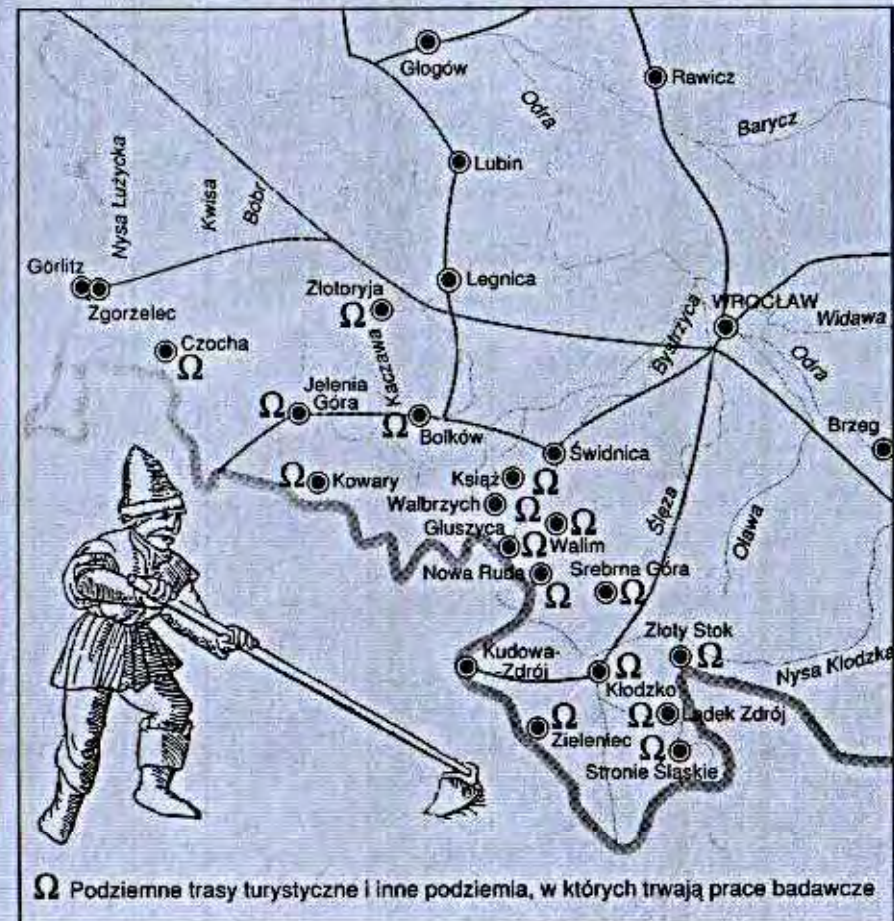 Głogów
Rawicz
Odra
Barycz
Lubin
Nysa Lużycka
Kwisa
Bóbr
Görlitz
Zgorzelec
Legnica
Złotoryja
Ω
WROCŁAW
Widawa
Bystrzyca
Odra
Czocha
Ω
Kaczawa
Jelenia
Góra
Ω
Ω
Bolków
Świdnica
Brzeg
Ω
Kowary
Książ
Ω
Ślęza
Oława
Wałbrzych
Ω
Ω
Głuszyca
Ω
Walim
Nowa Ruda
Ω
Srebrna Góra
Ω
Złoty Stok
Ω
Kudowa-
-Zdrój
Ω
Kłodzko
Nysa Kłodzka
Ω
Lądek Zdrój
Ω
Zieleniec
Ω
Stronie Śląskie
Ω Podziemne trasy turystyczne i inne podziemia, w których trwają prace badawcze